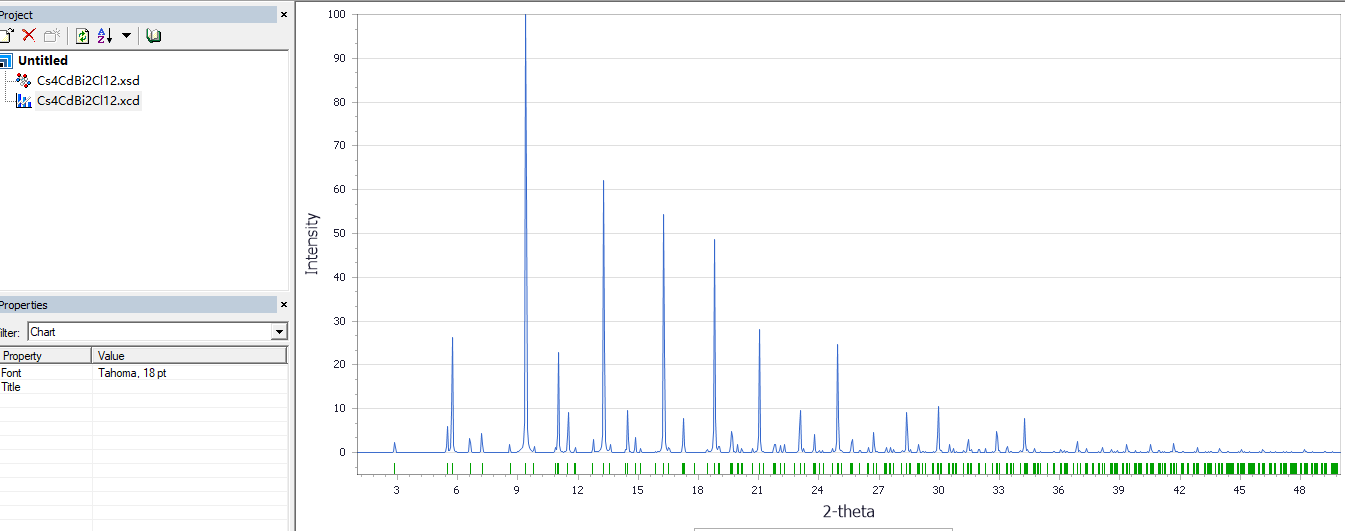 Project
Untitled
Cs4CdBi2Cl12.xsd
Cs4CdBi2Cl12.xcd
Properties
Filter: Chart
Property Value
Font Tahoma, 18 pt
Title
100
90
80
70
60
50
40
30
20
10
0
Intensity
3 6 9 12 15 18 21 24 27 30 33 36 39 42 45 48
2-theta